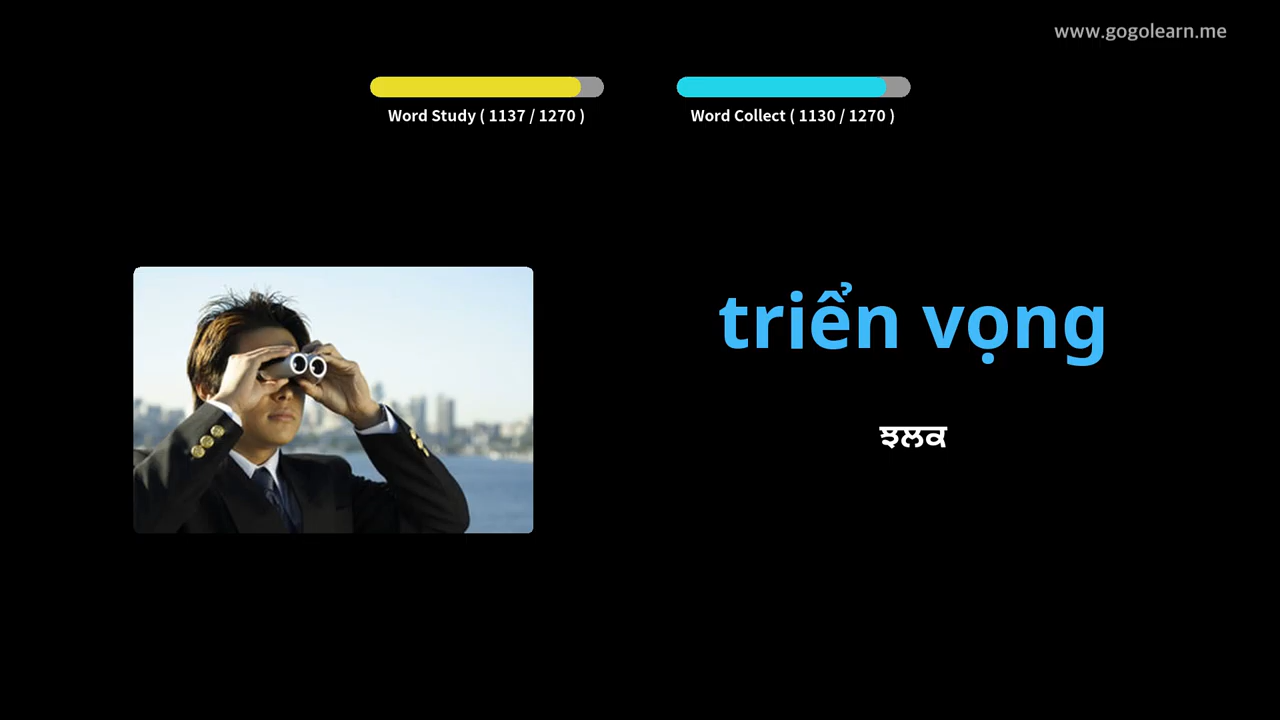 www.gogolearn.me
Word Study ( 1137 / 1270 )
Word Collect ( 1130 / 1270 )
triển vọng
ਝਲਕ